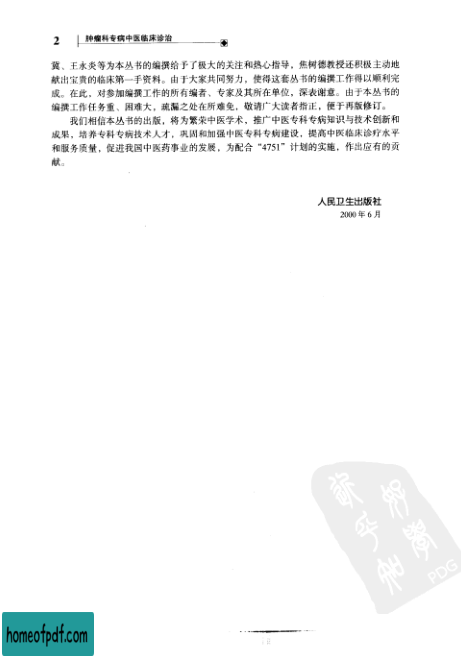 2 肿瘤科专病中医临床诊治
冀、王永炎等为本丛书的编撰给予了极大的关注和热心指导，焦树德教授还积极主动地
献出宝贵的临床第一手资料。由于大家共同努力，使得这套丛书的编撰工作得以顺利完
成。在此，对参加编撰工作的所有编者、专家及其所在单位，深表谢意。由于本丛书的
编撰工作任务重、困难大，疏漏之处在所难免，敬请广大读者指正，便于再版修订。
我们相信本丛书的出版，将为繁荣中医学术，推广中医专科专病知识与技术创新和
成果，培养专科专病技术人才，巩固和加强中医专科专病建设，提高中医临床诊疗水平
和服务质量，促进我国中医药事业的发展，为配合“4751”计划的实施，作出应有的贡
献。
人民卫生出版社
2000 年 6 月
PDG
homeofpdf.com